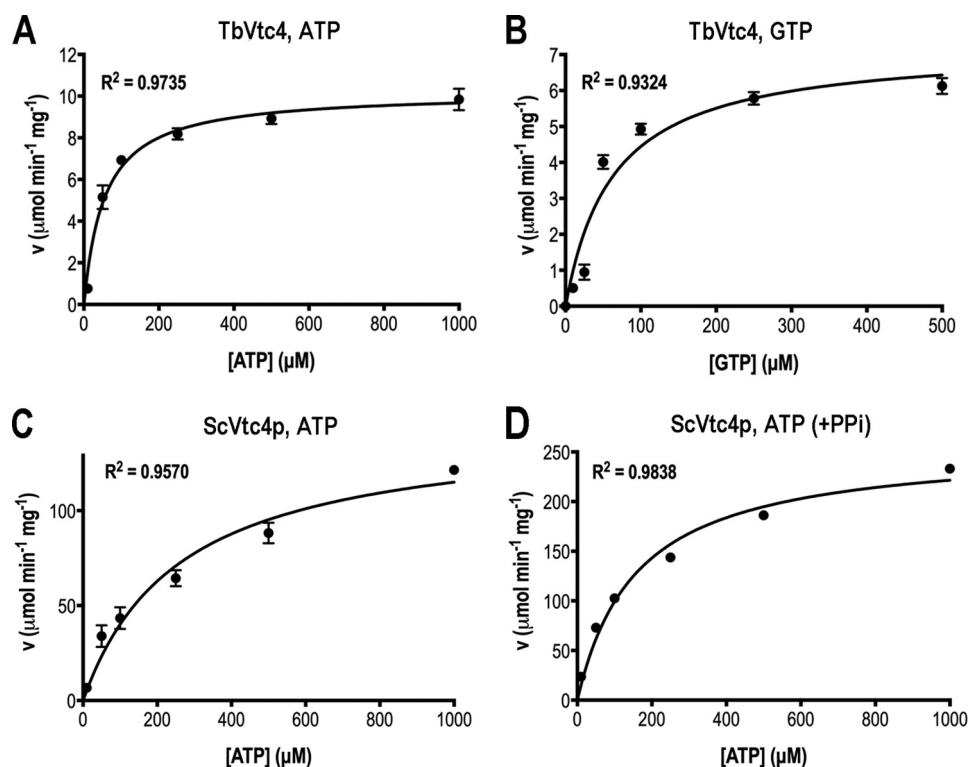 A
TbVtc4, ATP
R² = 0.9735
v (µmol min⁻¹ mg⁻¹)
12
10
8
6
4
2
0
0 200 400 600 800 1000
[ATP] (µM)
B
TbVtc4, GTP
R² = 0.9324
v (µmol min⁻¹ mg⁻¹)
7
6
5
4
3
2
1
0
0 100 200 300 400 500
[GTP] (µM)
C
ScVtc4p, ATP
R² = 0.9570
v (µmol min⁻¹ mg⁻¹)
100
50
0
0 200 400 600 800 1000
[ATP] (µM)
D
ScVtc4p, ATP (+PPi)
R² = 0.9838
v (µmol min⁻¹ mg⁻¹)
250
200
150
100
50
0
0 200 400 600 800 1000
[ATP] (µM)